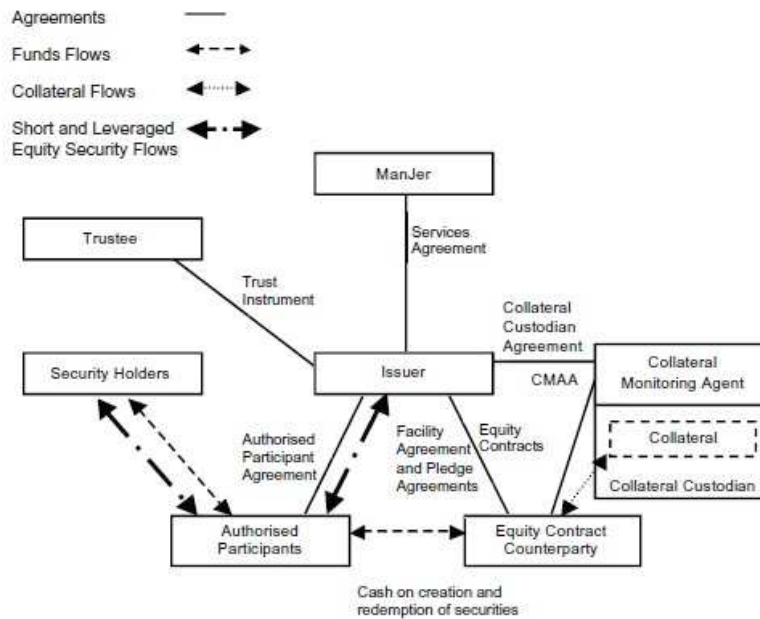 Agreements
Funds Flows
Collateral Flows
Short and Leveraged
Equity Security Flows
ManJer
Trustee
Services
Agreement
Trust
Instrument
Collateral
Custodian
Agreement
Security Holders
Issuer
CMAA
Collateral
Monitoring Agent
Collateral
Collateral Custodian
Authorised
Participant
Agreement
Facility
Agreement
and Pledge
Agreements
Equity
Contracts
Authorised
Participants
Equity Contract
Counterparty
Cash on creation and
redemption of securities